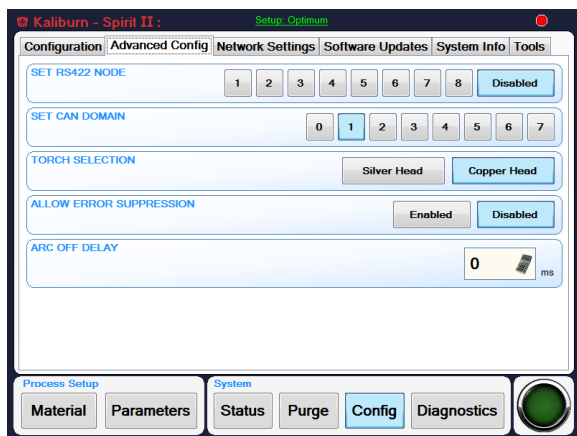 Kaliburn - Spirit II :
Setup: Optimum
Configuration Advanced Config Network Settings Software Updates System Info Tools
SET RS422 NODE
1 2 3 4 5 6 7 8 Disabled
SET CAN DOMAIN
0 1 2 3 4 5 6 7
TORCH SELECTION
Silver Head Copper Head
ALLOW ERROR SUPPRESSION
Enabled Disabled
ARC OFF DELAY
0 ms
Process Setup System
Material Parameters Status Purge Config Diagnostics